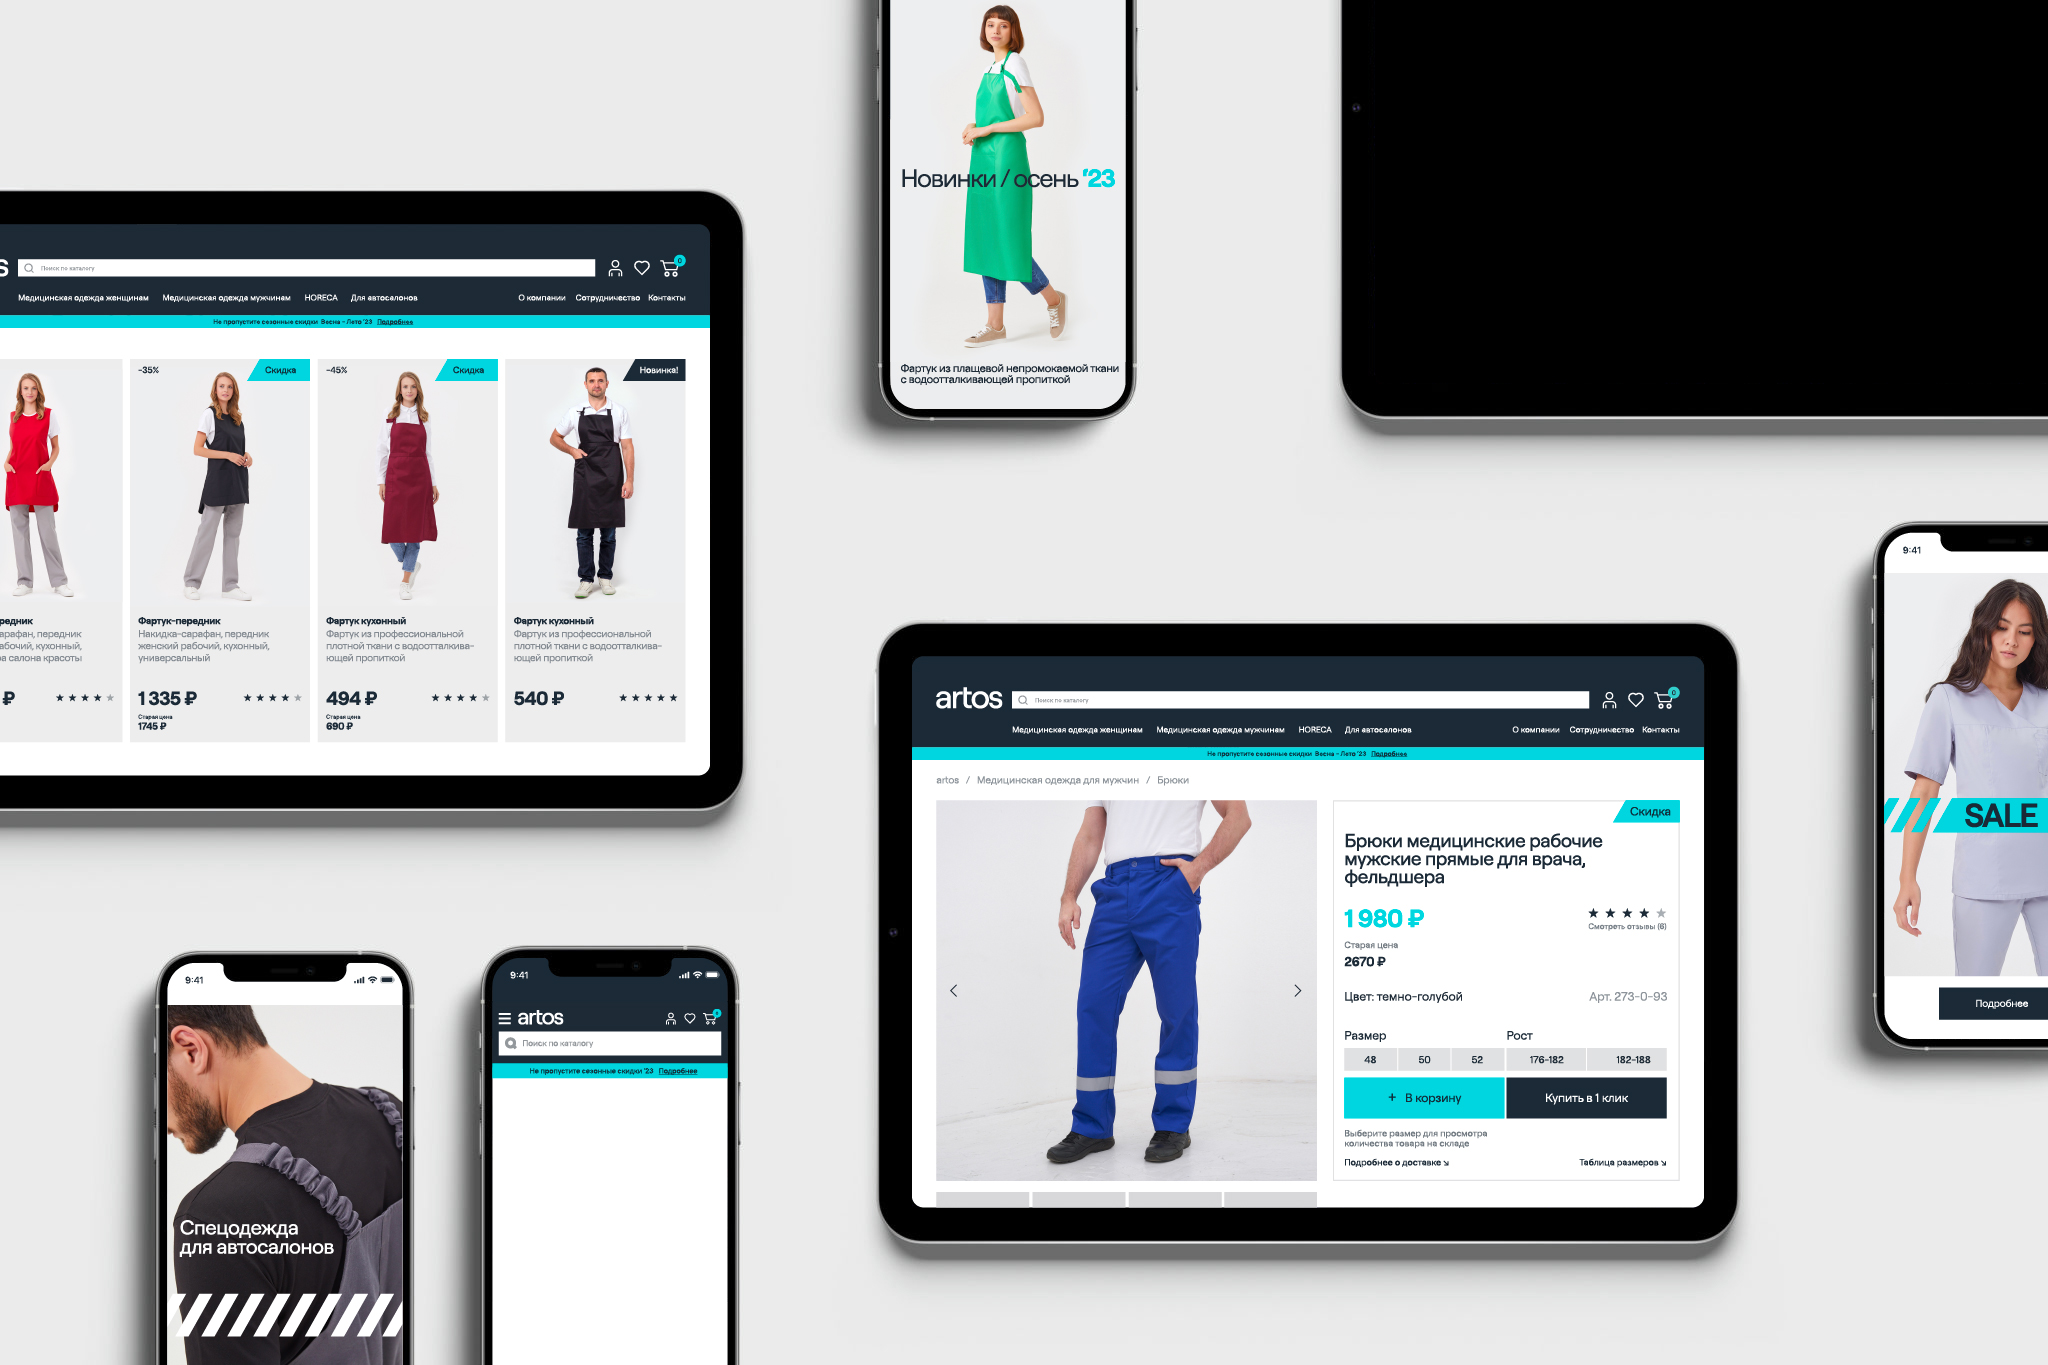 Новинки / осень '23
Фартук из плащевой непромокаемой ткани
с водоотталкивающей пропиткой
s
Поиск по каталогу
0
Медицинская одежда женщинам
Медицинская одежда мужчинам
HORECA
Для автосалонов
О компании
Сотрудничество
Контакты
Не пропустите сезонные скидки Весна - Лето '23 Подробнее
редник
арафан, передник
абочий, кухонный,
ра салона красоты
₽
-35%
Скидка
Фартук-передник
Накидка-сарафан, передник
женский рабочий, кухонный,
универсальный
1 335 ₽
Старая цена
1745 ₽
-45%
Скидка
Фартук кухонный
Фартук из профессиональной
плотной ткани с водоотталкива-
ющей пропиткой
494 ₽
Старая цена
690 ₽
Новинка!
Фартук кухонный
Фартук из профессиональной
плотной ткани с водоотталкива-
ющей пропиткой
540 ₽
9:41
SALE
Подробнее
artos
Поиск по каталогу
0
Медицинская одежда женщинам
Медицинская одежда мужчинам
HORECA
Для автосалонов
О компании
Сотрудничество
Контакты
Не пропустите сезонные скидки Весна - Лето '23 Подробнее
artos / Медицинская одежда для мужчин / Брюки
Скидка
Брюки медицинские рабочие
мужские прямые для врача,
фельдшера
1 980 ₽
Смотреть отзывы (6)
Старая цена
2670 ₽
Цвет: темно-голубой
Арт. 273-0-93
Размер
Рост
48 50 52
176-182 182-188
+ В корзину
Купить в 1 клик
Выберите размер для просмотра
количества товара на складе
Подробнее о доставке ↘
Таблица размеров ↘
9:41
Спецодежда
для автосалонов
9:41
artos
Поиск по каталогу
Не пропустите сезонные скидки '23 Подробнее